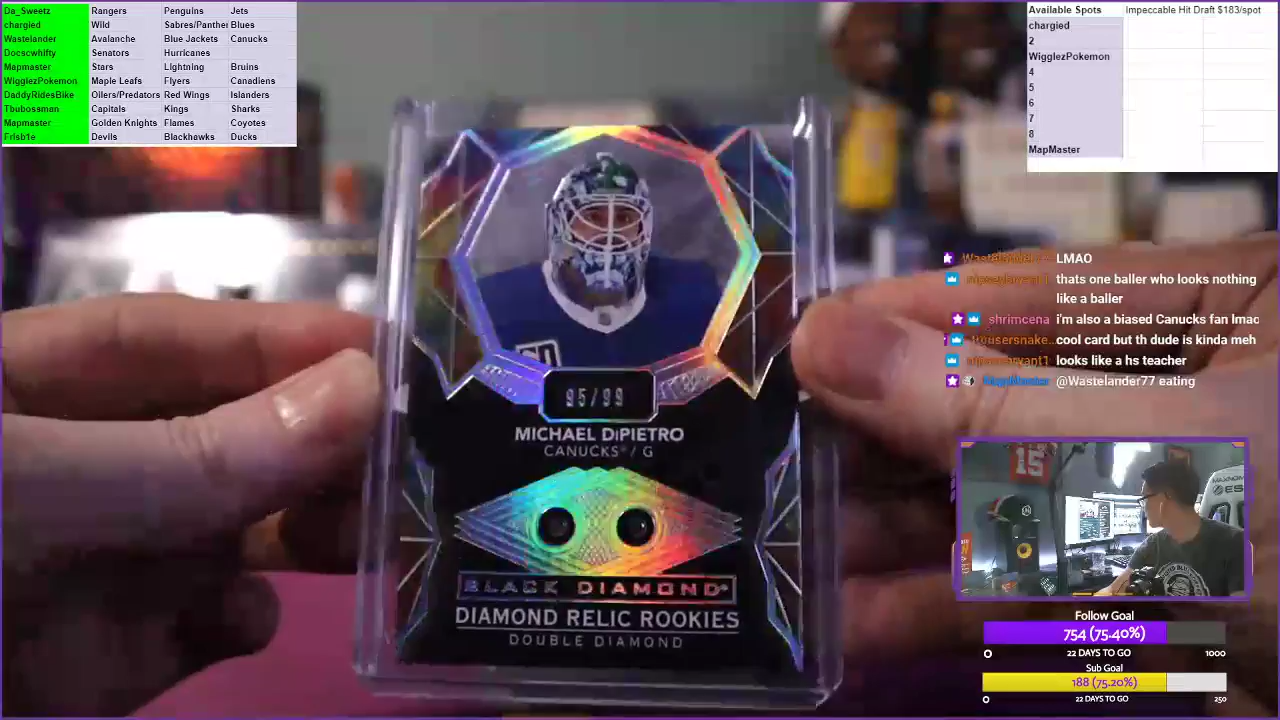 Da_Sweetz Rangers Penguins Jets
chargied Wild Sabres/Panther Blues
Wastelander Avalanche Blue Jackets Canucks
Docscwhifty Senators Hurricanes
Mapmaster Stars Lightning Bruins
WigglezPokemon Maple Leafs Flyers Canadiens
DaddyRidesBike Oilers/Predators Red Wings Islanders
Tbubossman Capitals Kings Sharks
Mapmaster Golden Knights Flames Coyotes
Frisb1e Devils Blackhawks Ducks
Available Spots Impeccable Hit Draft $183/spot
chargied
2
WigglezPokemon
4
5
6
7
8
MapMaster
95/99
MICHAEL DiPIETRO
CANUCKS® / G
BLACK DIAMOND®
DIAMOND RELIC ROOKIES
DOUBLE DIAMOND
LMAO
thats one baller who looks nothing
like a baller
shrimcena i'm also a biased Canucks fan lmao
cool card but th dude is kinda meh
looks like a hs teacher
MapMaster @Wastelander77 eating
15
Follow Goal
754 (75.40%)
0 22 DAYS TO GO 1000
Sub Goal
188 (75.20%)
0 22 DAYS TO GO 250